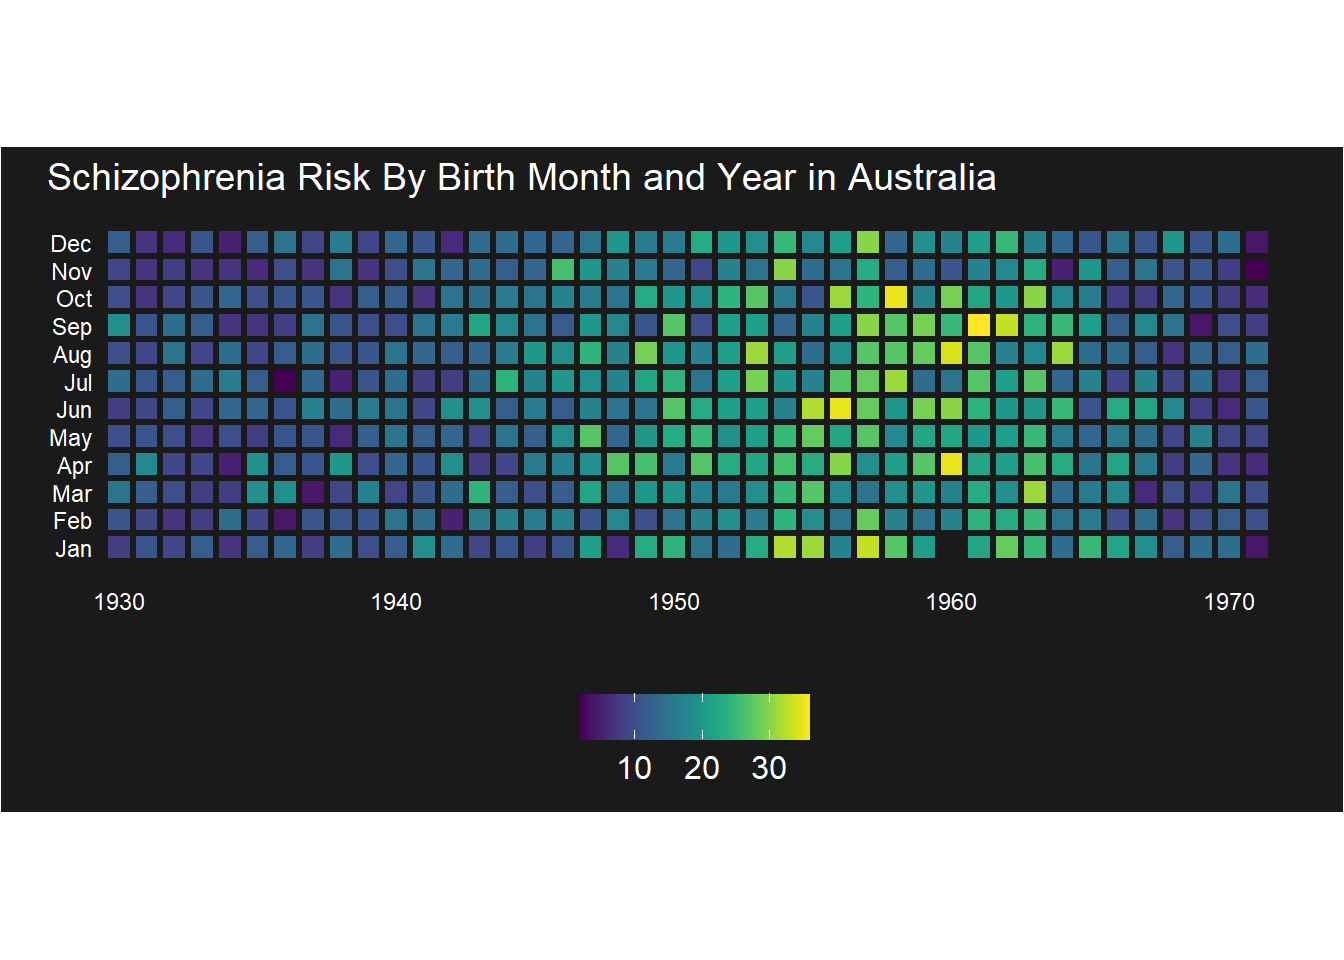 Schizophrenia Risk By Birth Month and Year in Australia
Dec
Nov
Oct
Sep
Aug
Jul
Jun
May
Apr
Mar
Feb
Jan
1930 1940 1950 1960 1970
10 20 30